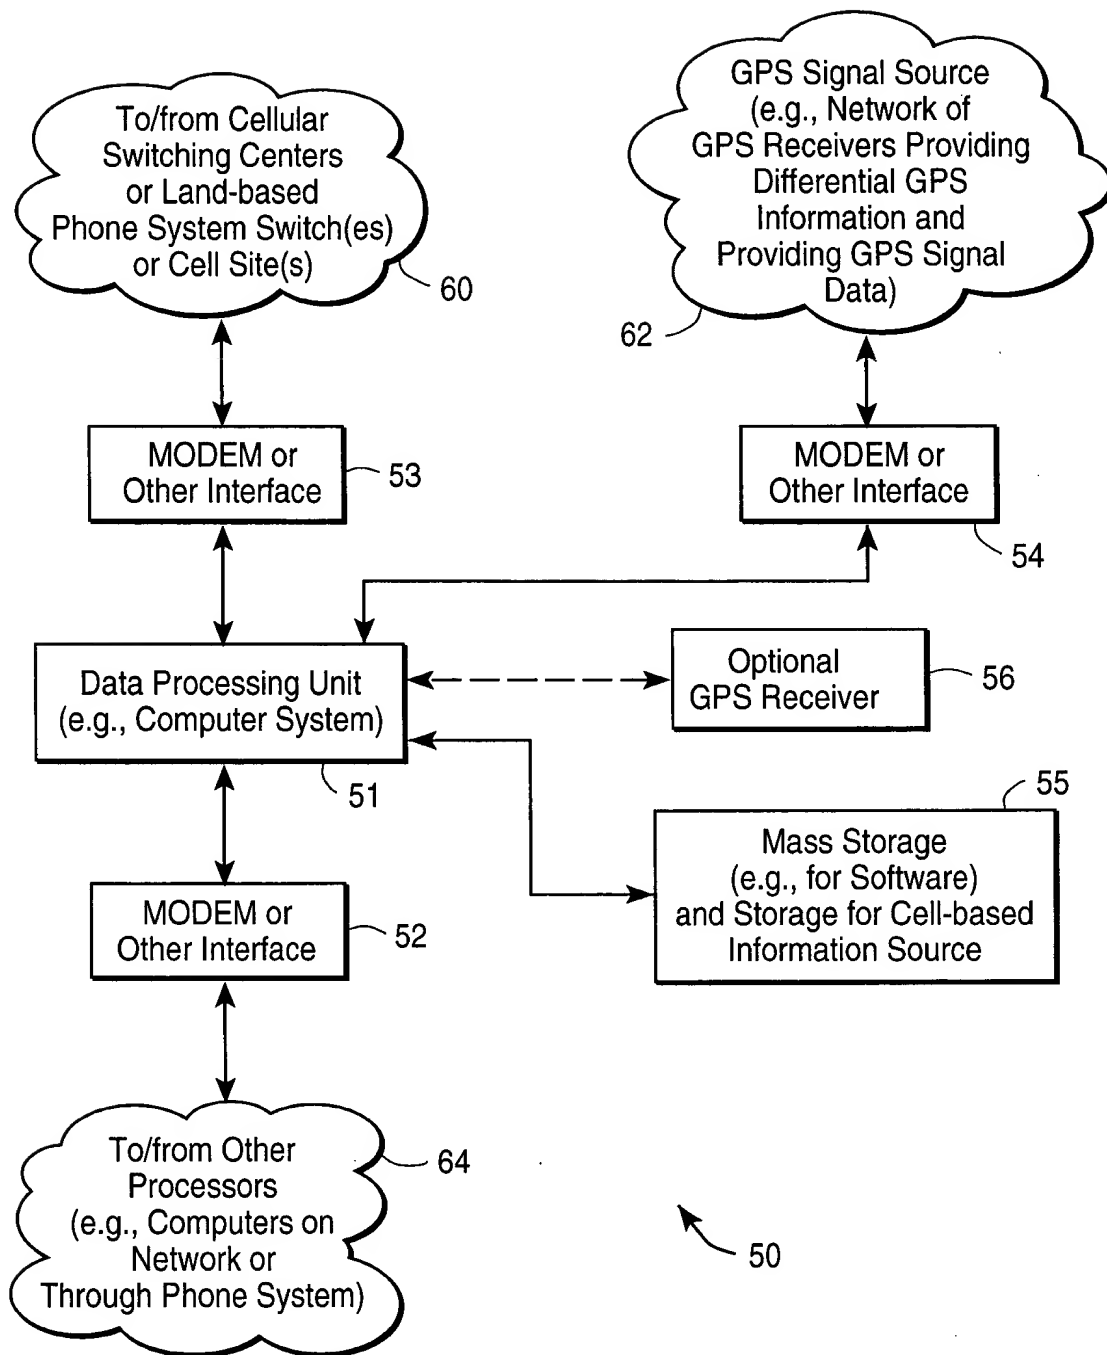 To/from Cellular
Switching Centers
or Land-based
Phone System Switch(es)
or Cell Site(s)
60
GPS Signal Source
(e.g., Network of
GPS Receivers Providing
Differential GPS
Information and
Providing GPS Signal
Data)
62
MODEM or
Other Interface
53
MODEM or
Other Interface
54
Data Processing Unit
(e.g., Computer System)
51
Optional
GPS Receiver
56
55
Mass Storage
(e.g., for Software)
and Storage for Cell-based
Information Source
MODEM or
Other Interface
52
To/from Other
Processors
(e.g., Computers on
Network or
Through Phone System)
64
50